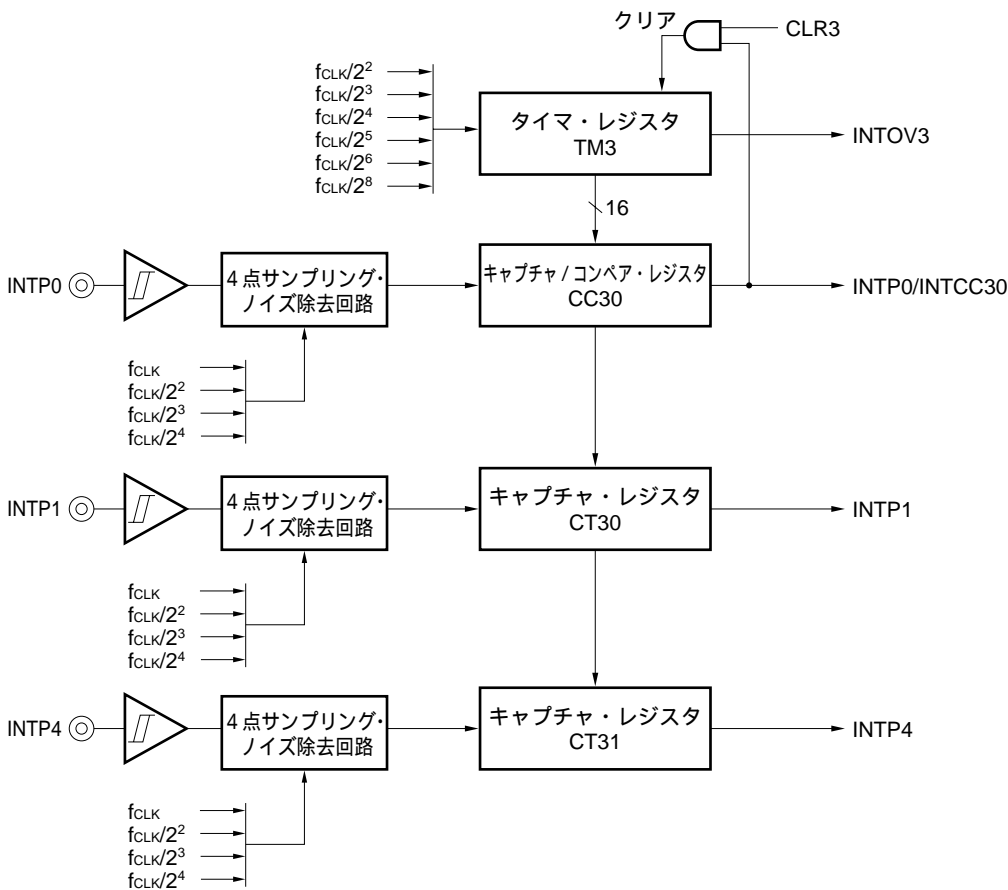 クリア
CLR3
fCLK/2²
fCLK/2³
fCLK/2⁴
fCLK/2⁵
fCLK/2⁶
fCLK/2⁸
タイマ・レジスタ
TM3
INTOV3
16
INTP0
4点サンプリング・
ノイズ除去回路
キャプチャ/コンペア・レジスタ
CC30
INTP0/INTCC30
fCLK
fCLK/2²
fCLK/2³
fCLK/2⁴
INTP1
4点サンプリング・
ノイズ除去回路
キャプチャ・レジスタ
CT30
INTP1
fCLK
fCLK/2²
fCLK/2³
fCLK/2⁴
INTP4
4点サンプリング・
ノイズ除去回路
キャプチャ・レジスタ
CT31
INTP4
fCLK
fCLK/2²
fCLK/2³
fCLK/2⁴